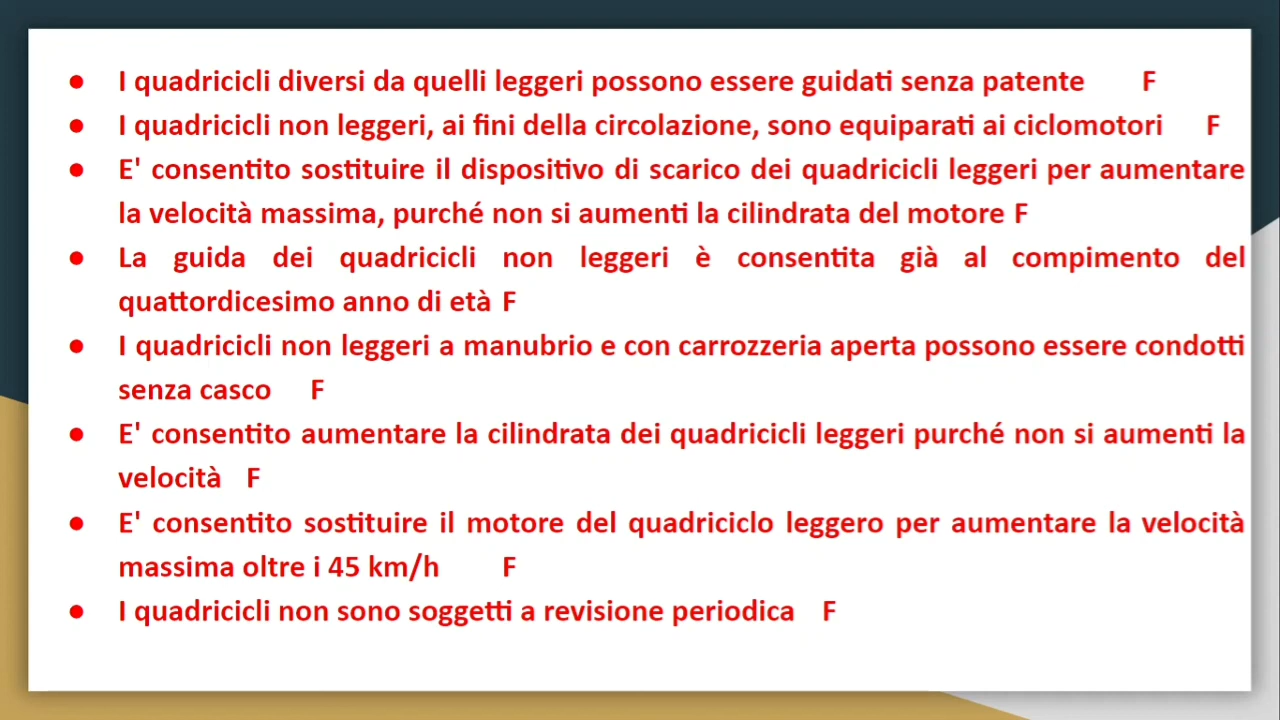 ● I quadricicli diversi da quelli leggeri possono essere guidati senza patente F
● I quadricicli non leggeri, ai fini della circolazione, sono equiparati ai ciclomotori F
● E' consentito sostituire il dispositivo di scarico dei quadricicli leggeri per aumentare
la velocità massima, purché non si aumenti la cilindrata del motore F
● La guida dei quadricicli non leggeri è consentita già al compimento del
quattordicesimo anno di età F
● I quadricicli non leggeri a manubrio e con carrozzeria aperta possono essere condotti
senza casco F
● E' consentito aumentare la cilindrata dei quadricicli leggeri purché non si aumenti la
velocità F
● E' consentito sostituire il motore del quadriciclo leggero per aumentare la velocità
massima oltre i 45 km/h F
● I quadricicli non sono soggetti a revisione periodica F